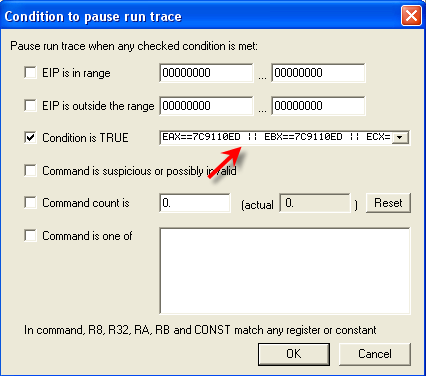 Condition to pause run trace
Pause run trace when any checked condition is met:
EIP is in range 00000000 ... 00000000
EIP is outside the range 00000000 ... 00000000
Condition is TRUE EAX==7C9110ED || EBX==7C9110ED || ECX=
Command is suspicious or possibly invalid
Command count is 0. (actual 0. ) Reset
Command is one of
In command, R8, R32, RA, RB and CONST match any register or constant
OK Cancel